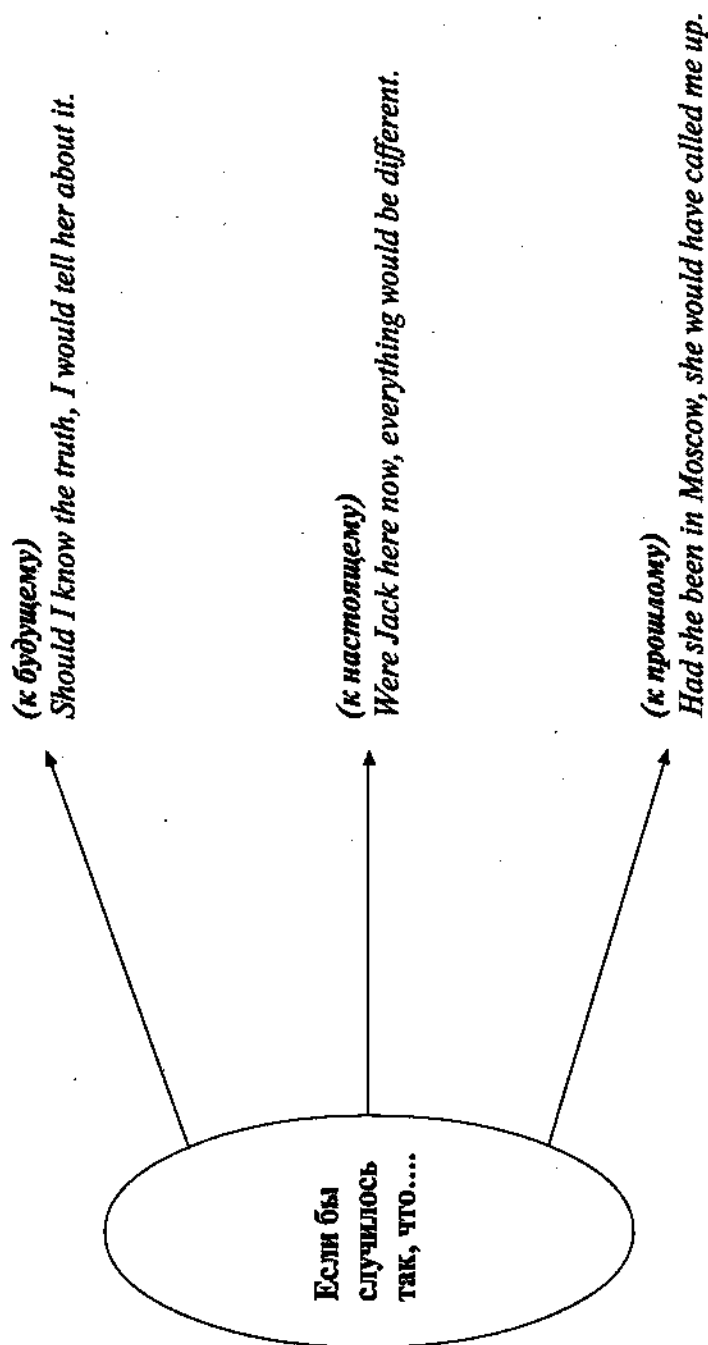 Если бы
случилось
так, что....
(к будущему)
Should I know the truth, I would tell her about it.
(к настоящему)
Were Jack here now, everything would be different.
(к прошлому)
Had she been in Moscow, she would have called me up.